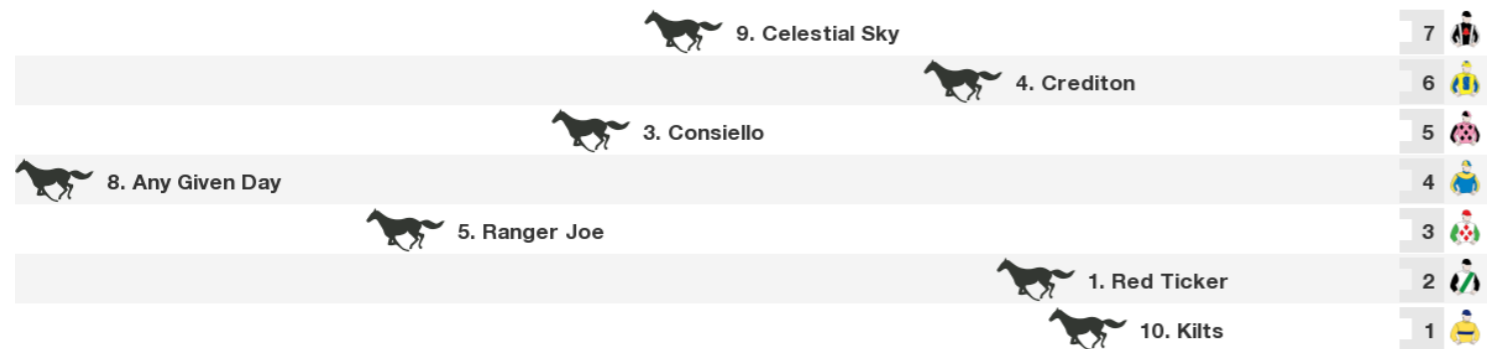 9. Celestial Sky 7
4. Crediton 6
3. Consiello 5
8. Any Given Day 4
5. Ranger Joe 3
1. Red Ticker 2
10. Kilts 1